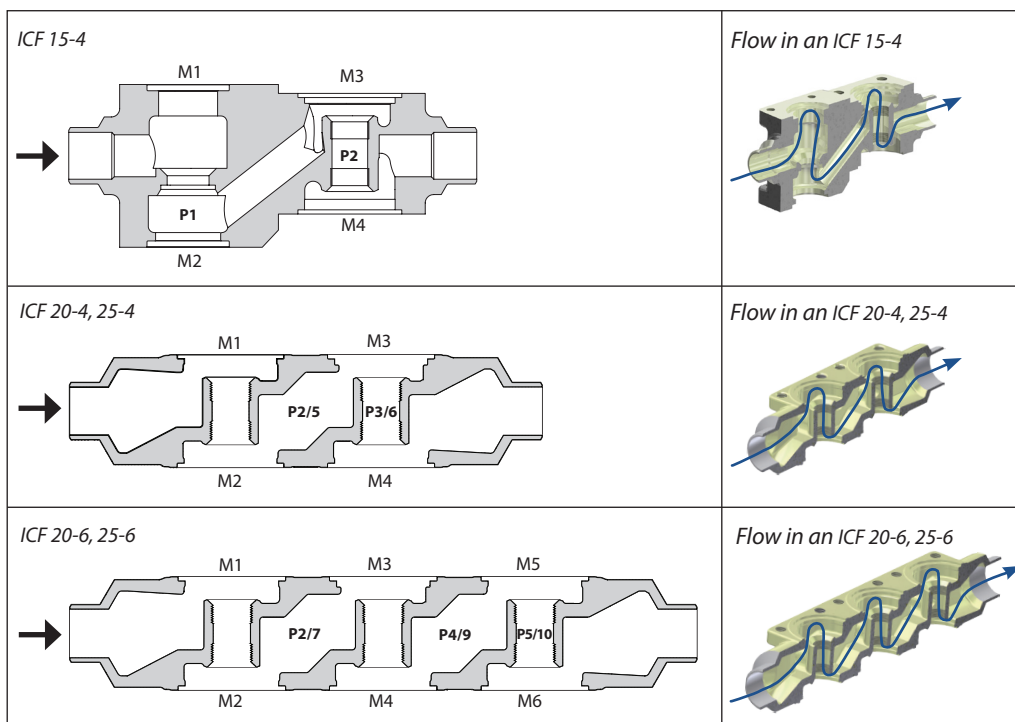 ICF 15-4
M1
M3
P2
P1
M4
M2
Flow in an ICF 15-4
ICF 20-4, 25-4
M1
M3
P2/5
P3/6
M2
M4
Flow in an ICF 20-4, 25-4
ICF 20-6, 25-6
M1
M3
M5
P2/7
P4/9
P5/10
M2
M4
M6
Flow in an ICF 20-6, 25-6